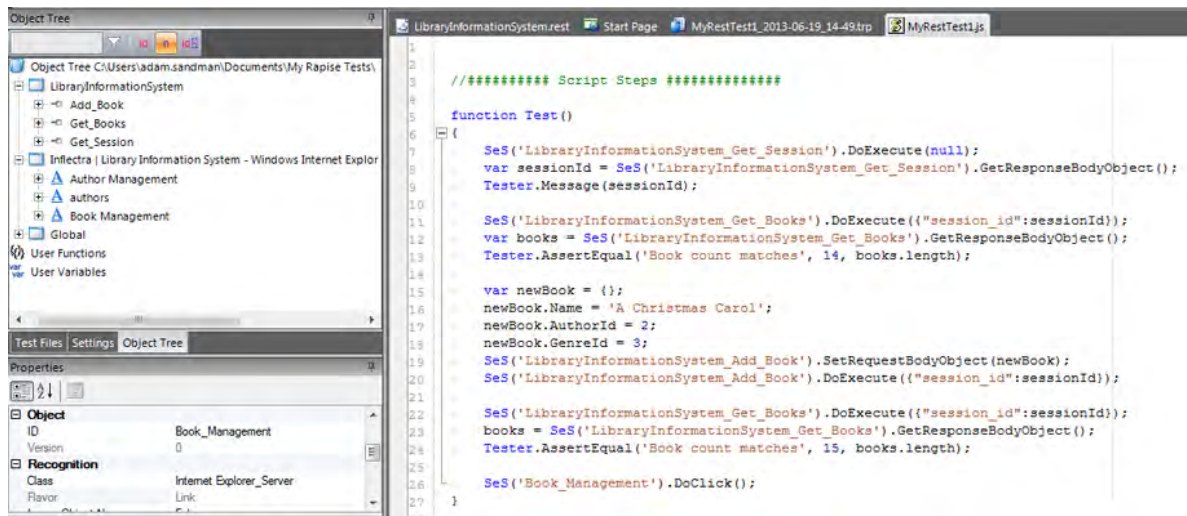 Object Tree
Object Tree C:\Users\adam.sandman\Documents\My Rapise Tests\
LibraryInformationSystem
Add_Book
Get_Books
Get_Session
Inflectra | Library Information System - Windows Internet Explor
Author Management
authors
Book Management
Global
User Functions
var User Variables
Test Files Settings Object Tree
Properties
Object
ID Book_Management
Version 0
Recognition
Class Internet Explorer_Server
Flavor Link
LibraryInformationSystem.rest Start Page MyRestTest1_2013-06-19_14-49.trp MyRestTest1.js
1
2
3 //########## Script Steps ##############
4
5 function Test()
6 {
7 SeS('LibraryInformationSystem_Get_Session').DoExecute(null);
8 var sessionId = SeS('LibraryInformationSystem_Get_Session').GetResponseBodyObject();
9 Tester.Message(sessionId);
10
11 SeS('LibraryInformationSystem_Get_Books').DoExecute({"session_id":sessionId});
12 var books = SeS('LibraryInformationSystem_Get_Books').GetResponseBodyObject();
13 Tester.AssertEqual('Book count matches', 14, books.length);
14
15 var newBook = {};
16 newBook.Name = 'A Christmas Carol';
17 newBook.AuthorId = 2;
18 newBook.GenreId = 3;
19 SeS('LibraryInformationSystem_Add_Book').SetRequestBodyObject(newBook);
20 SeS('LibraryInformationSystem_Add_Book').DoExecute({"session_id":sessionId});
21
22 SeS('LibraryInformationSystem_Get_Books').DoExecute({"session_id":sessionId});
23 books = SeS('LibraryInformationSystem_Get_Books').GetResponseBodyObject();
24 Tester.AssertEqual('Book count matches', 15, books.length);
25
26 SeS('Book_Management').DoClick();
27 }